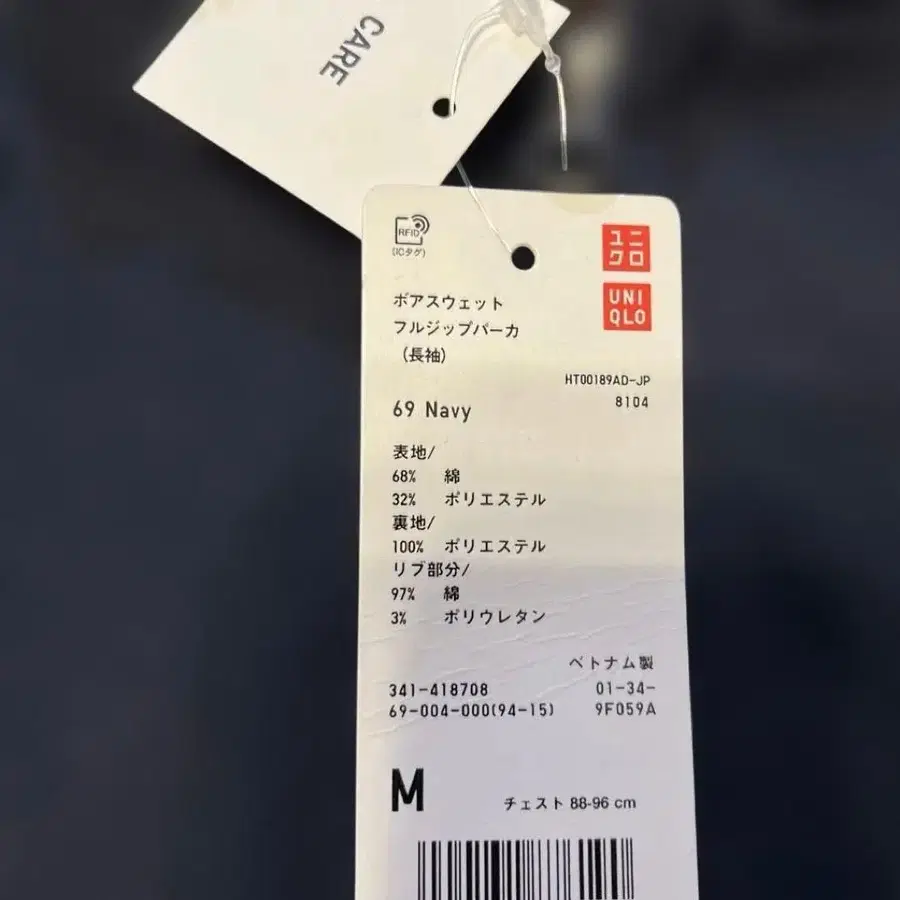 CARE
RFID
(ICタグ)
ユニ
クロ
UNI
QLO
ボアスウェット
フルジップパーカ
(長袖)
HT00189AD-JP
8104
69 Navy
表地/
68% 綿
32% ポリエステル
裏地/
100% ポリエステル
リブ部分/
97% 綿
3% ポリウレタン
ベトナム製
341-418708 01-34-
69-004-000(94-15) 9F059A
M チェスト 88-96 cm